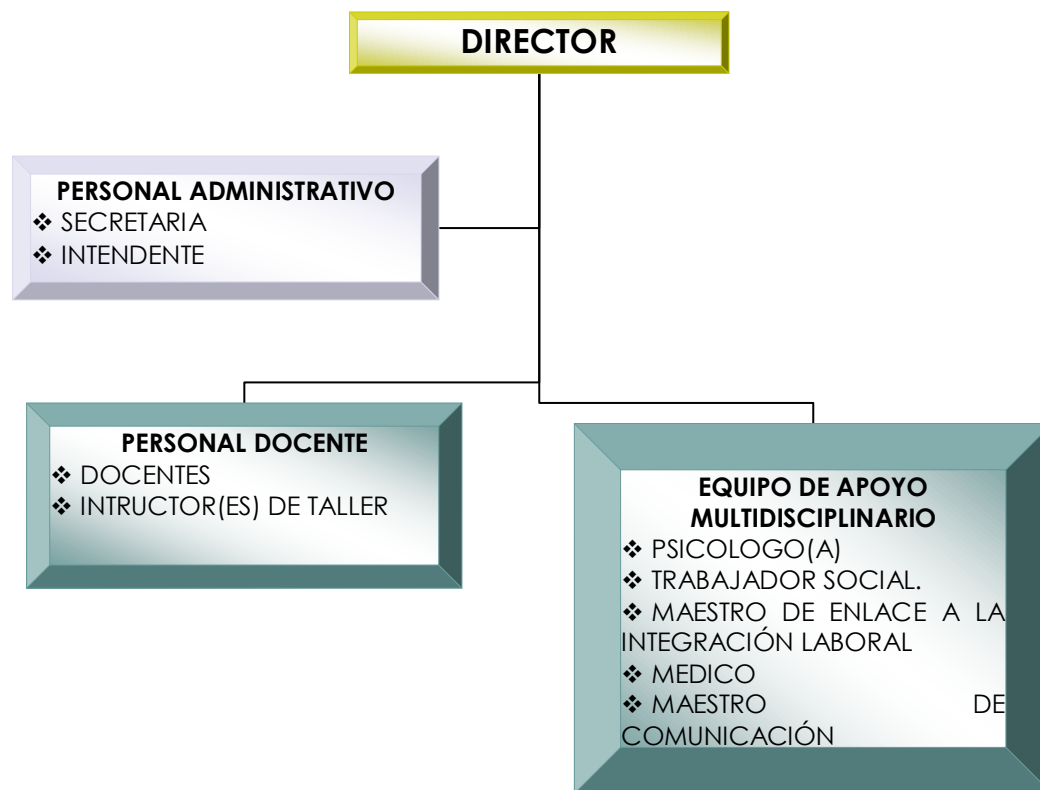 DIRECTOR
PERSONAL ADMINISTRATIVO
❖ SECRETARIA
❖ INTENDENTE
PERSONAL DOCENTE
❖ DOCENTES
❖ INTRUCTOR(ES) DE TALLER
EQUIPO DE APOYO
MULTIDISCIPLINARIO
❖ PSICOLOGO(A)
❖ TRABAJADOR SOCIAL.
❖ MAESTRO DE ENLACE A LA
INTEGRACIÓN LABORAL
❖ MEDICO
❖ MAESTRO DE
COMUNICACIÓN